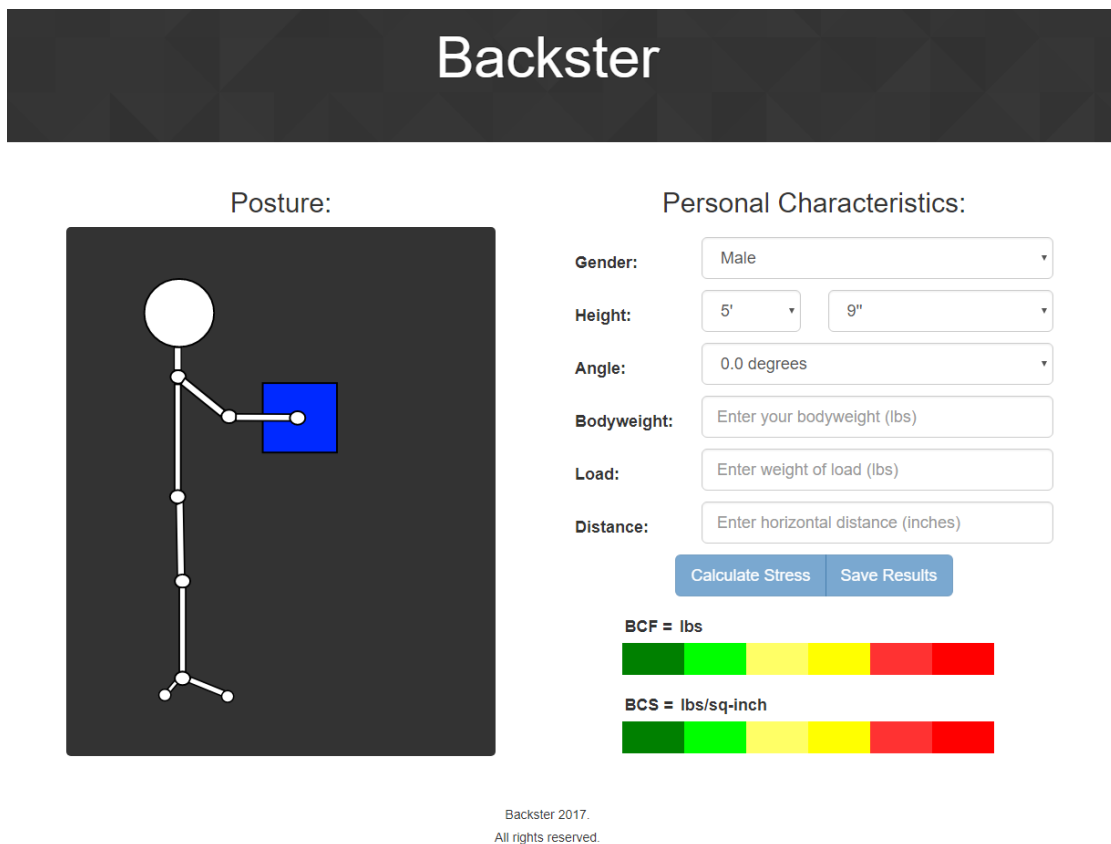 Backster
Posture:
Personal Characteristics:
Gender: Male
Height: 5' 9"
Angle: 0.0 degrees
Bodyweight: Enter your bodyweight (lbs)
Load: Enter weight of load (lbs)
Distance: Enter horizontal distance (inches)
Calculate Stress Save Results
BCF = lbs
BCS = lbs/sq-inch
Backster 2017.
All rights reserved.